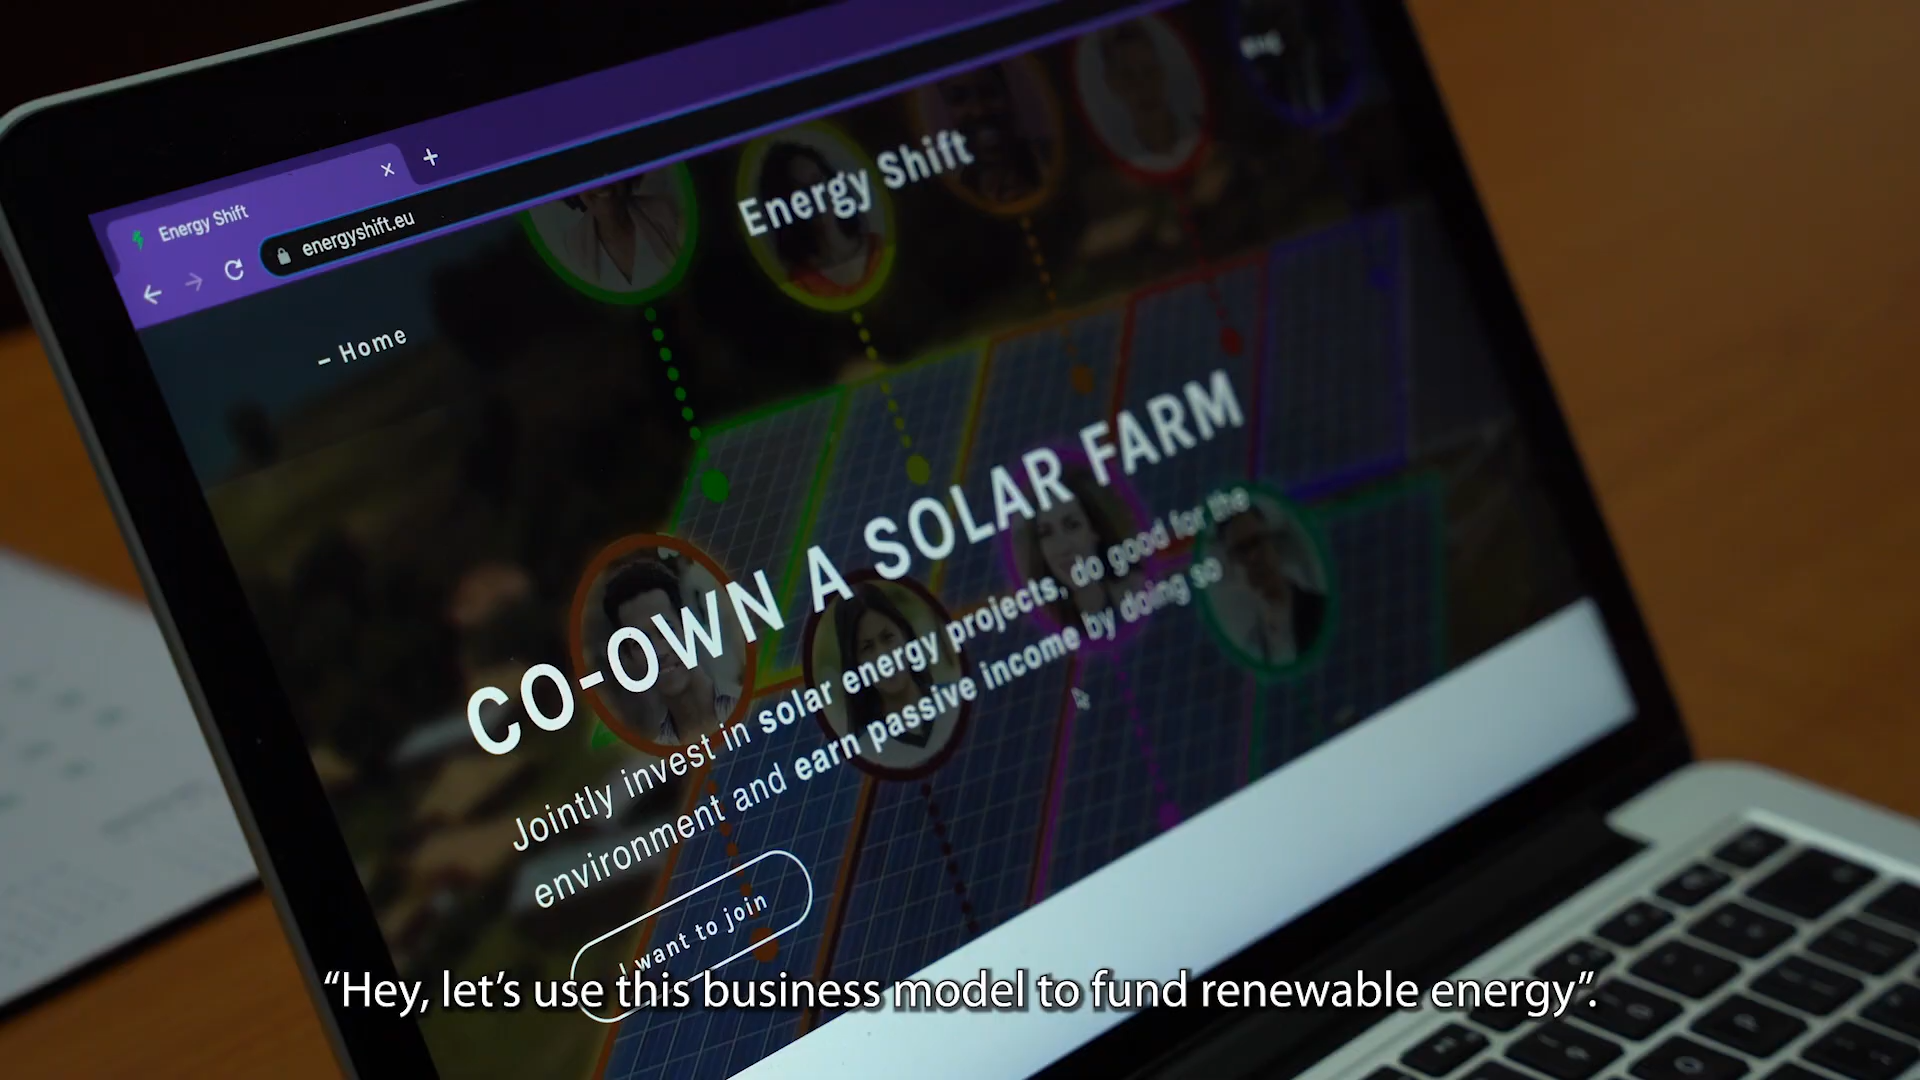 Energy Shift
energyshift.eu
Energy Shift
Blog
– Home
CO-OWN A SOLAR FARM
Jointly invest in solar energy projects, do good for the
environment and earn passive income by doing so
I want to join
“Hey, let’s use this business model to fund renewable energy”.